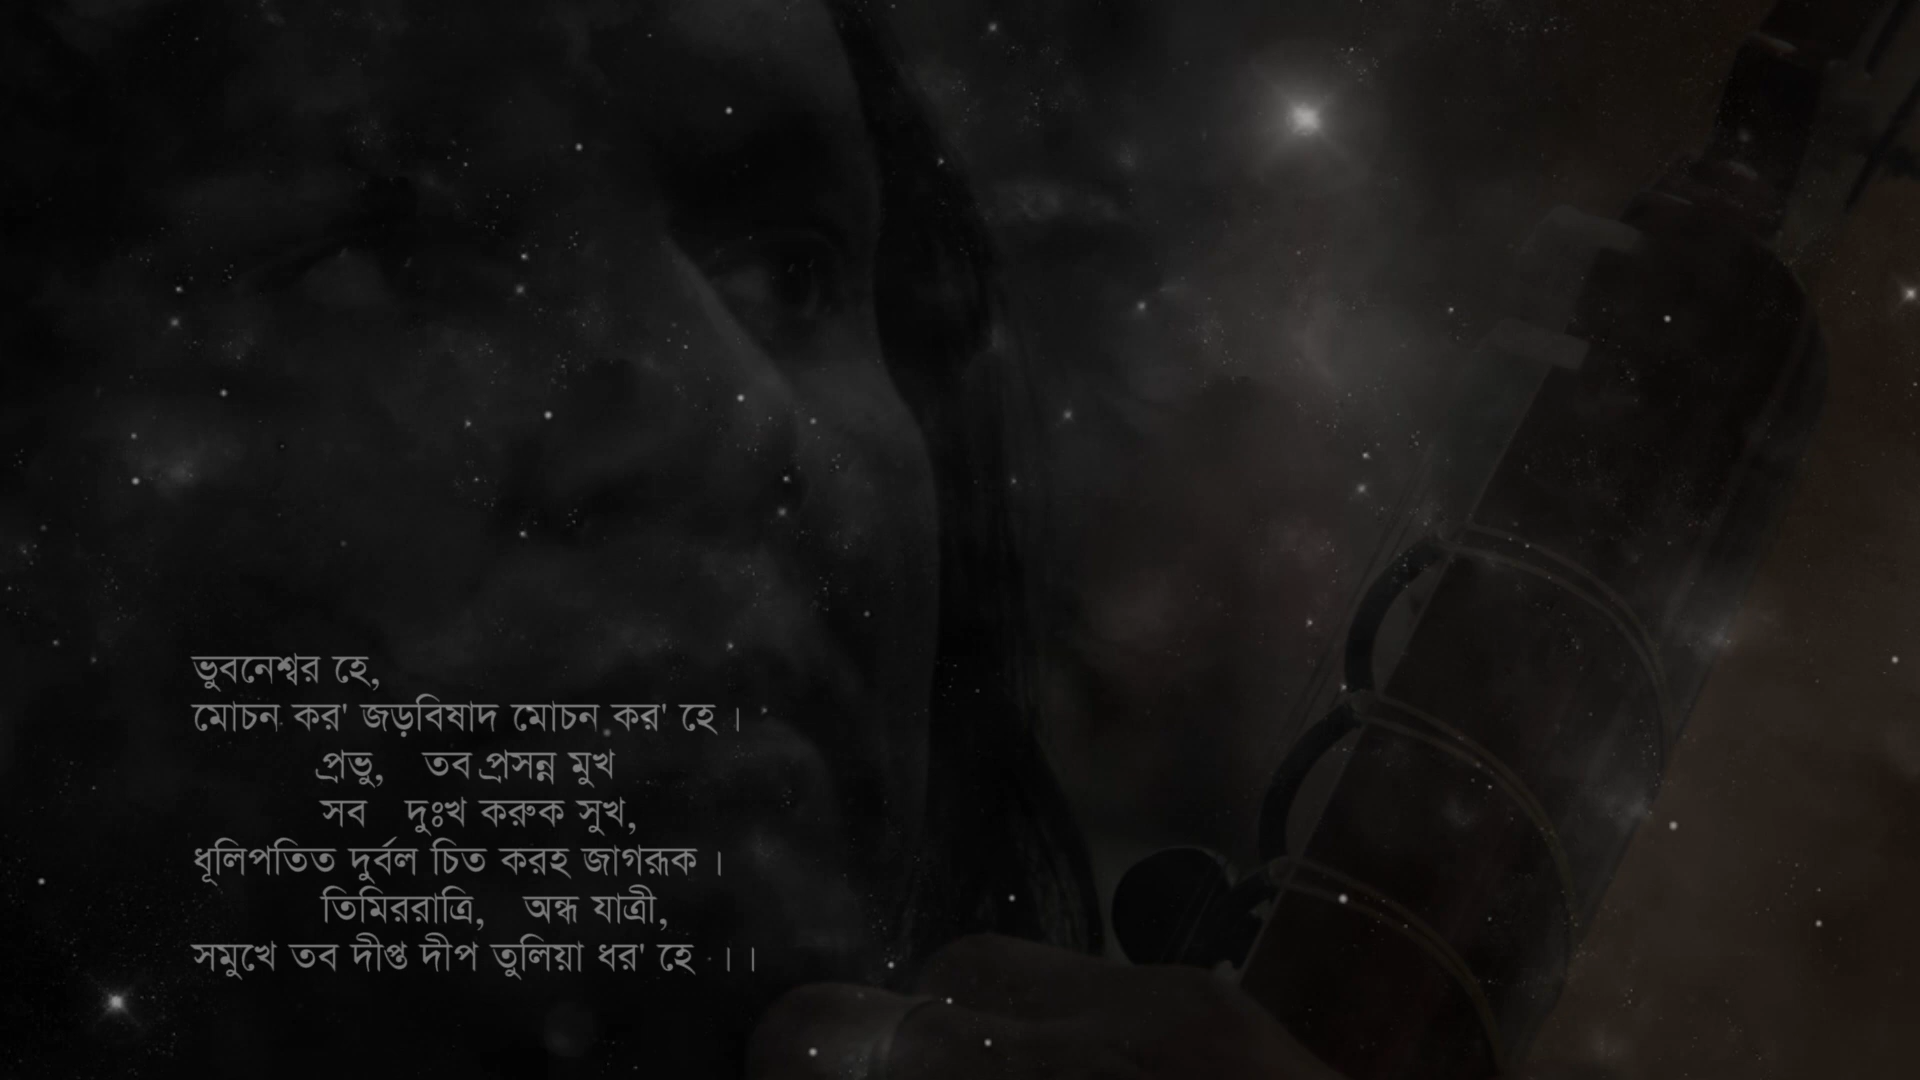 ভুবনেশ্বর হে,
মোচন কর' জড়বিষাদ মোচন কর' হে ।
প্রভু, তব প্রসন্ন মুখ
সব দুঃখ করুক সুখ,
ধূলিপতিত দুর্বল চিত করহ জাগরূক ।
তিমিররাত্রি, অন্ধ যাত্রী,
সমুখে তব দীপ্ত দীপ তুলিয়া ধর' হে ।।